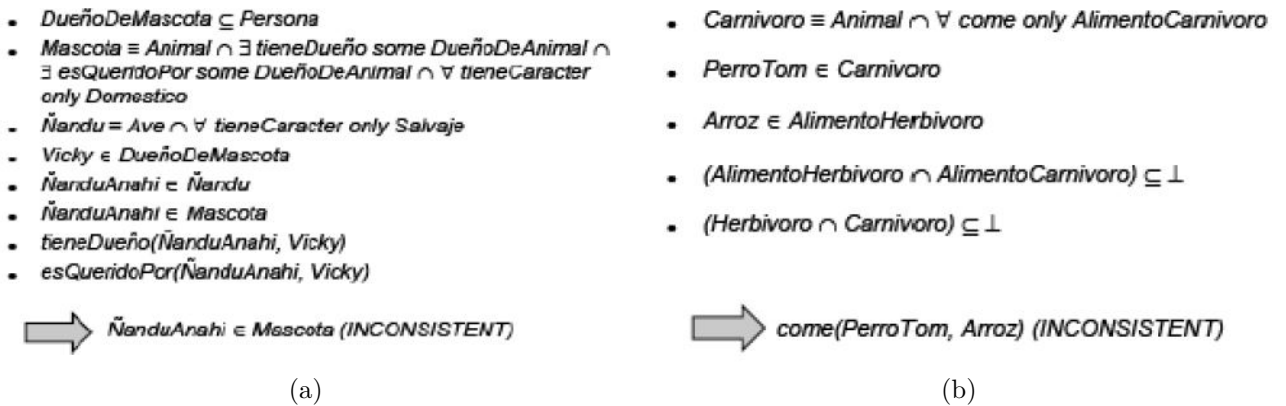 • DueñoDeMascota ⊆ Persona
• Mascota ≡ Animal ∩ ∃ tieneDueño some DueñoDeAnimal ∩
∃ esQueridoPor some DueñoDeAnimal ∩ ∀ tieneCaracter
only Domestico
• Ñandu = Ave ∩ ∀ tieneCaracter only Salvaje
• Vicky ∈ DueñoDeMascota
• ÑanduAnahi ∈ Ñandu
• ÑanduAnahi ∈ Mascota
• tieneDueño(ÑanduAnahi, Vicky)
• esQueridoPor(ÑanduAnahi, Vicky)
ÑanduAnahi ∈ Mascota (INCONSISTENT)
(a)
• Carnivoro ≡ Animal ∩ ∀ come only AlimentoCarnivoro
• PerroTom ∈ Carnivoro
• Arroz ∈ AlimentoHerbivoro
• (AlimentoHerbivoro ∩ AlimentoCarnivoro) ⊆ ⊥
• (Herbivoro ∩ Carnivoro) ⊆ ⊥
come(PerroTom, Arroz) (INCONSISTENT)
(b)